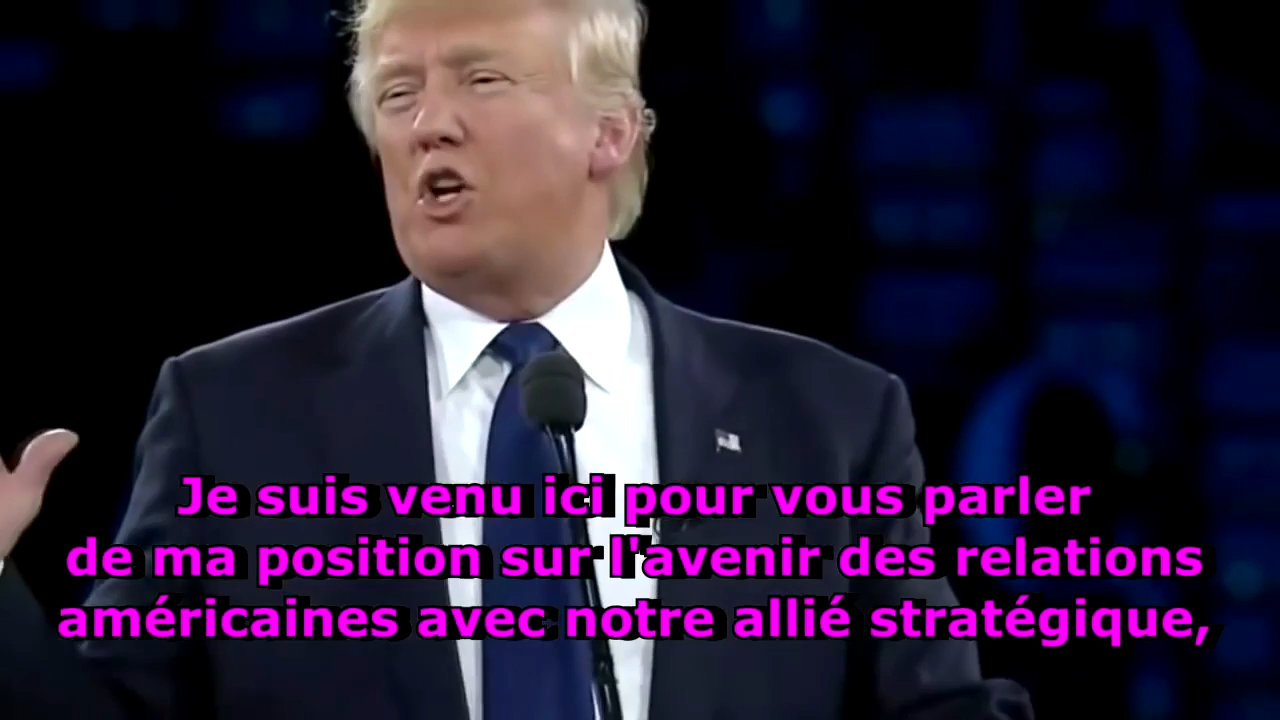 Je suis venu ici pour vous parler
de ma position sur l'avenir des relations
américaines avec notre allié stratégique,